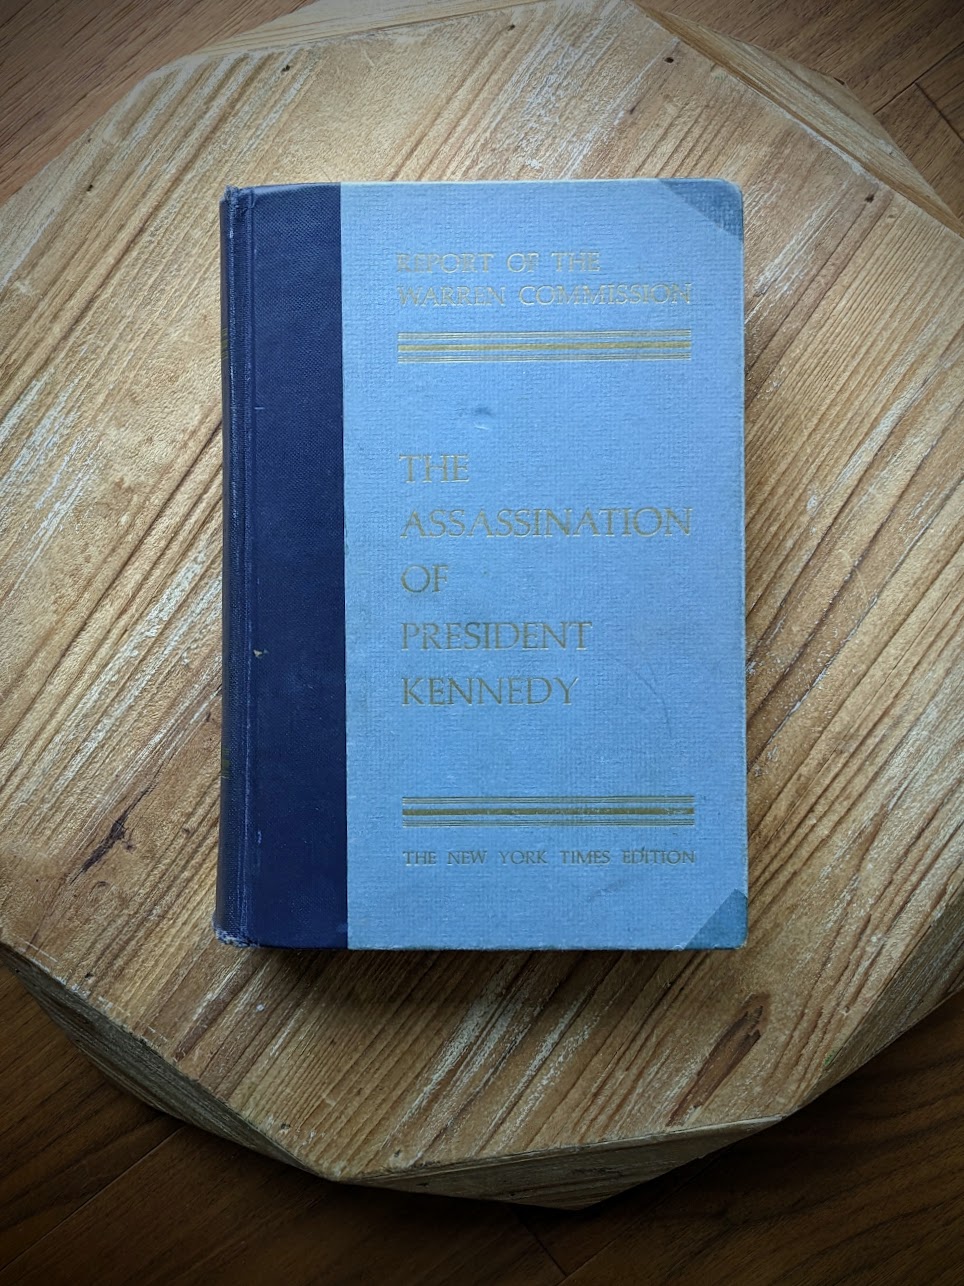 REPORT OF THE
WARREN COMMISSION
THE
ASSASSINATION
OF
PRESIDENT
KENNEDY
THE NEW YORK TIMES EDITION